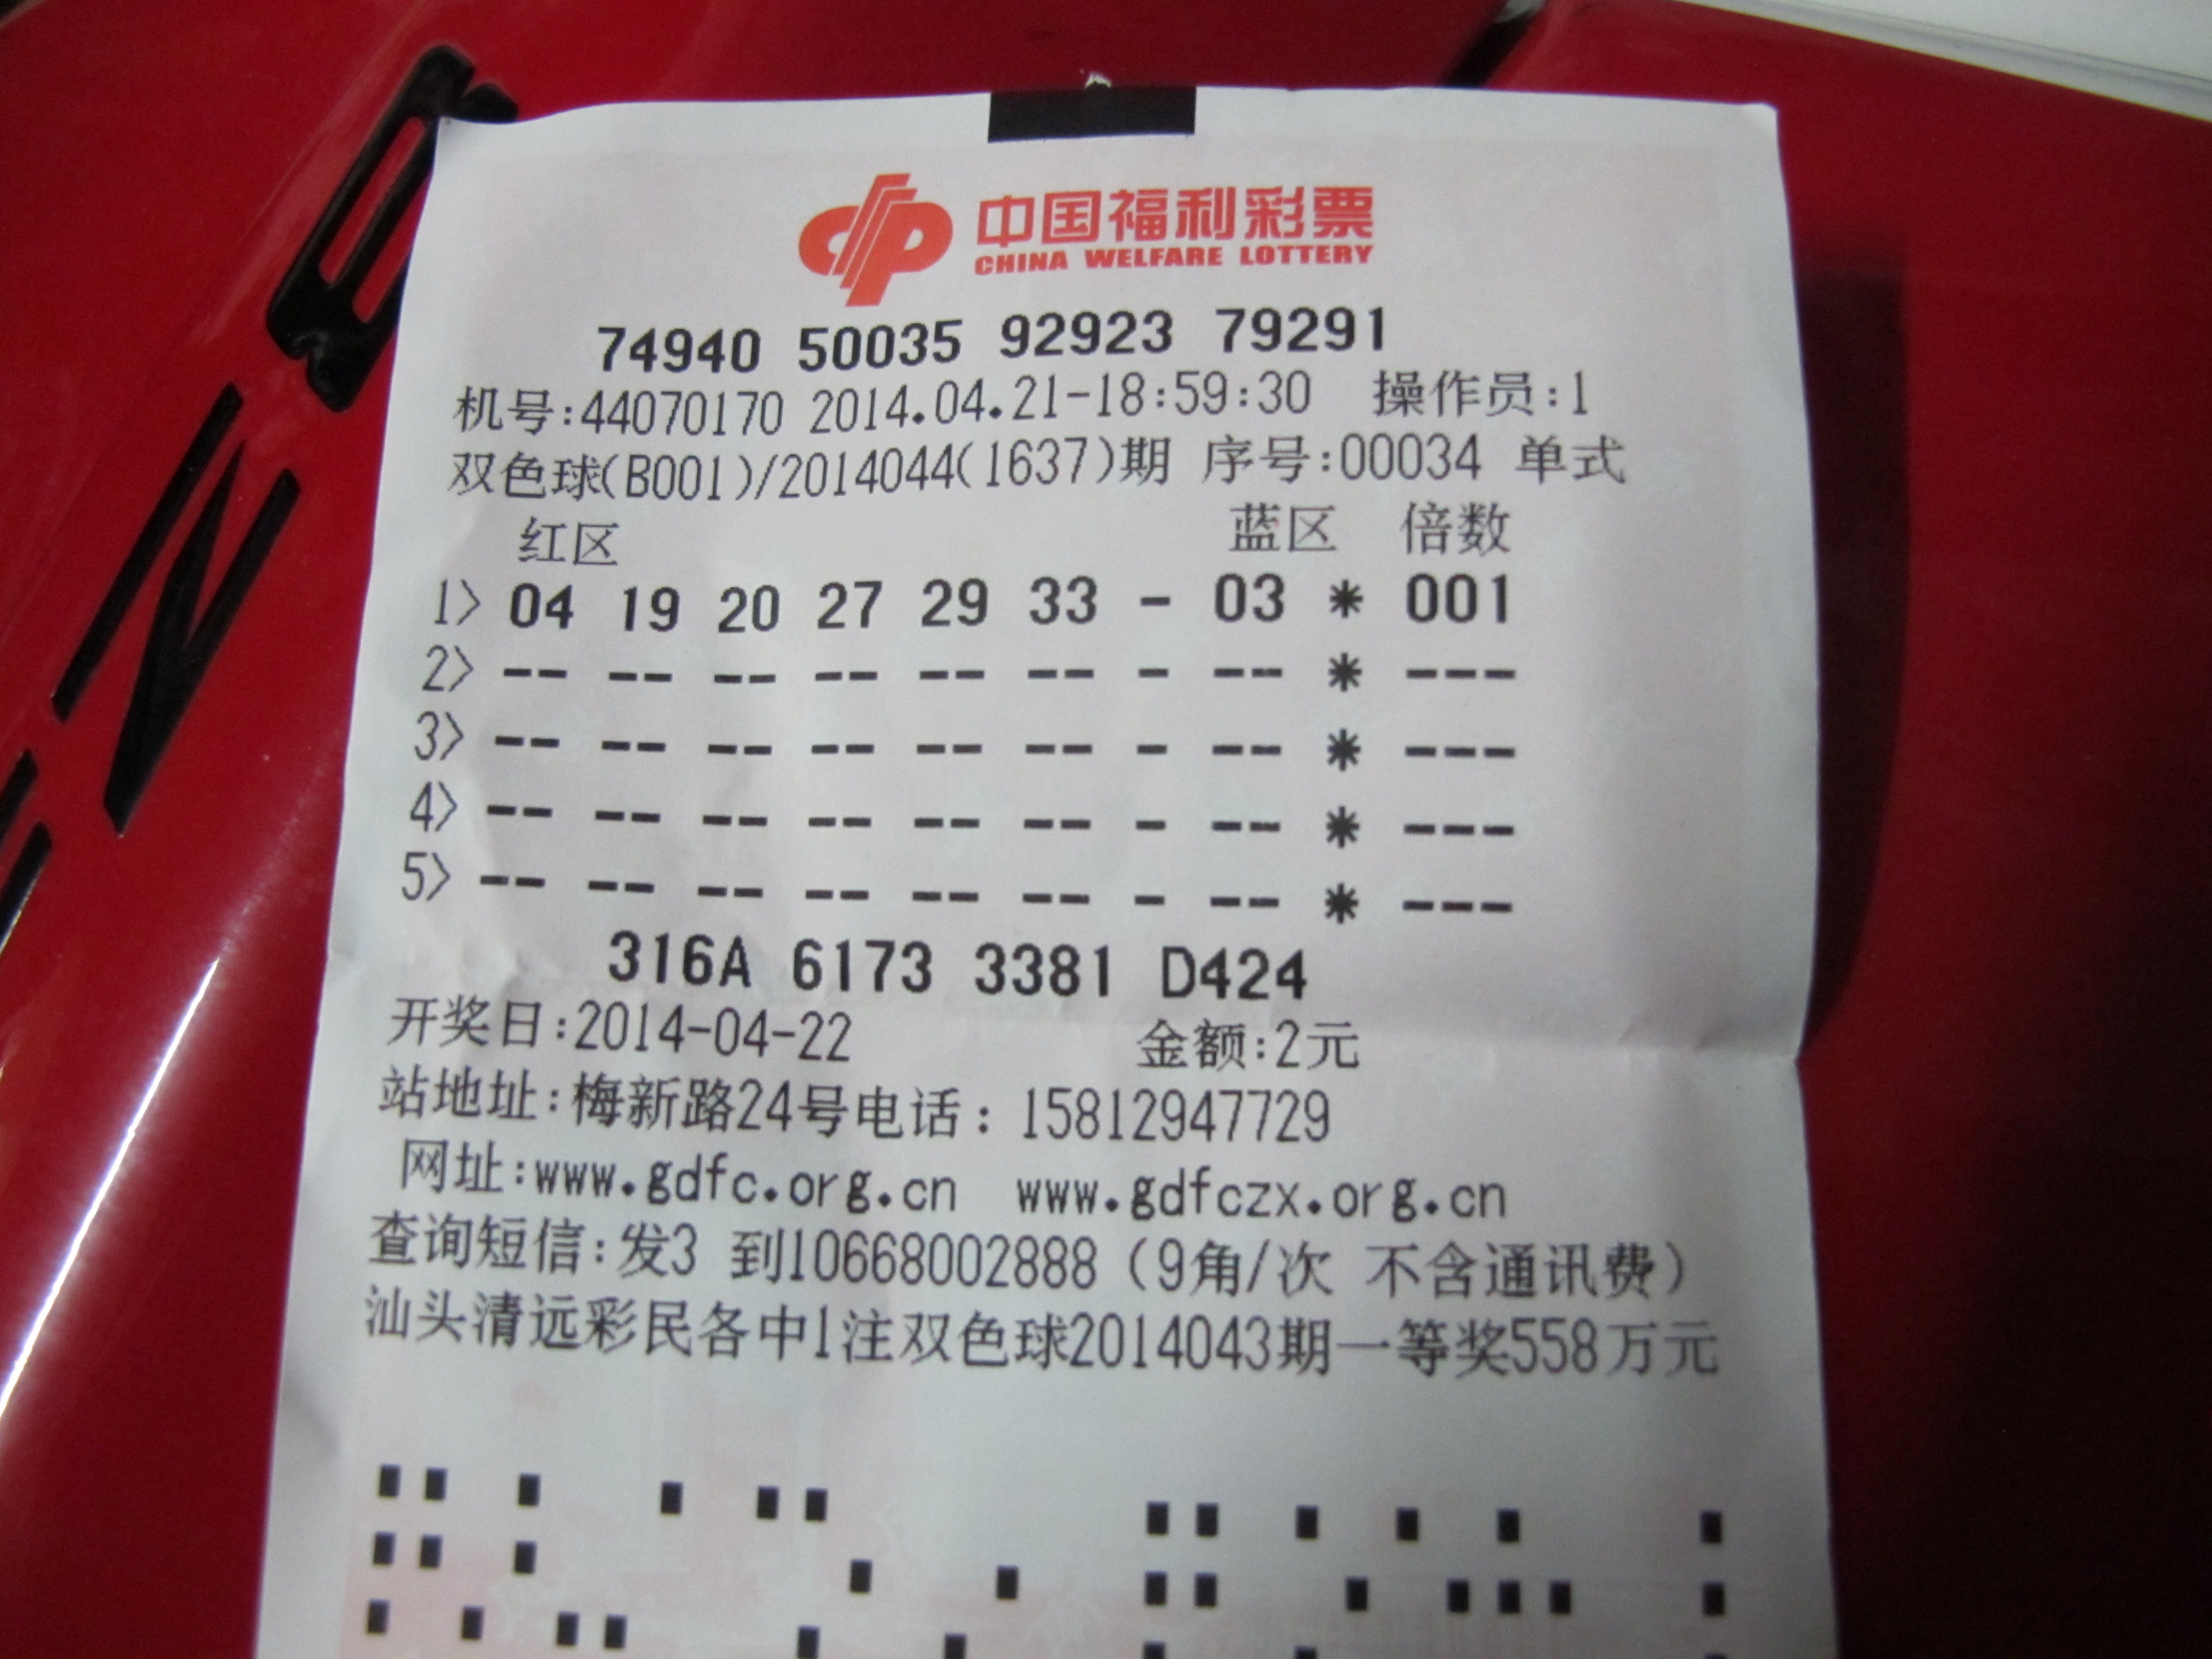 中国福利彩票
CHINA WELFARE LOTTERY
74940 50035 92923 79291
机号:44070170 2014.04.21-18:59:30 操作员:1
双色球(B001)/2014044(1637)期 序号:00034 单式
红区 蓝区 倍数
1> 04 19 20 27 29 33 - 03 * 001
2> -- -- -- -- -- -- - -- * ---
3> -- -- -- -- -- -- - -- * ---
4> -- -- -- -- -- -- - -- * ---
5> -- -- -- -- -- -- - -- * ---
316A 6173 3381 D424
开奖日:2014-04-22 金额:2元
站地址:梅新路24号电话: 15812947729
网址:www.gdfc.org.cn www.gdfczx.org.cn
查询短信:发3 到10668002888 (9角/次 不含通讯费)
汕头清远彩民各中1注双色球2014043期一等奖558万元